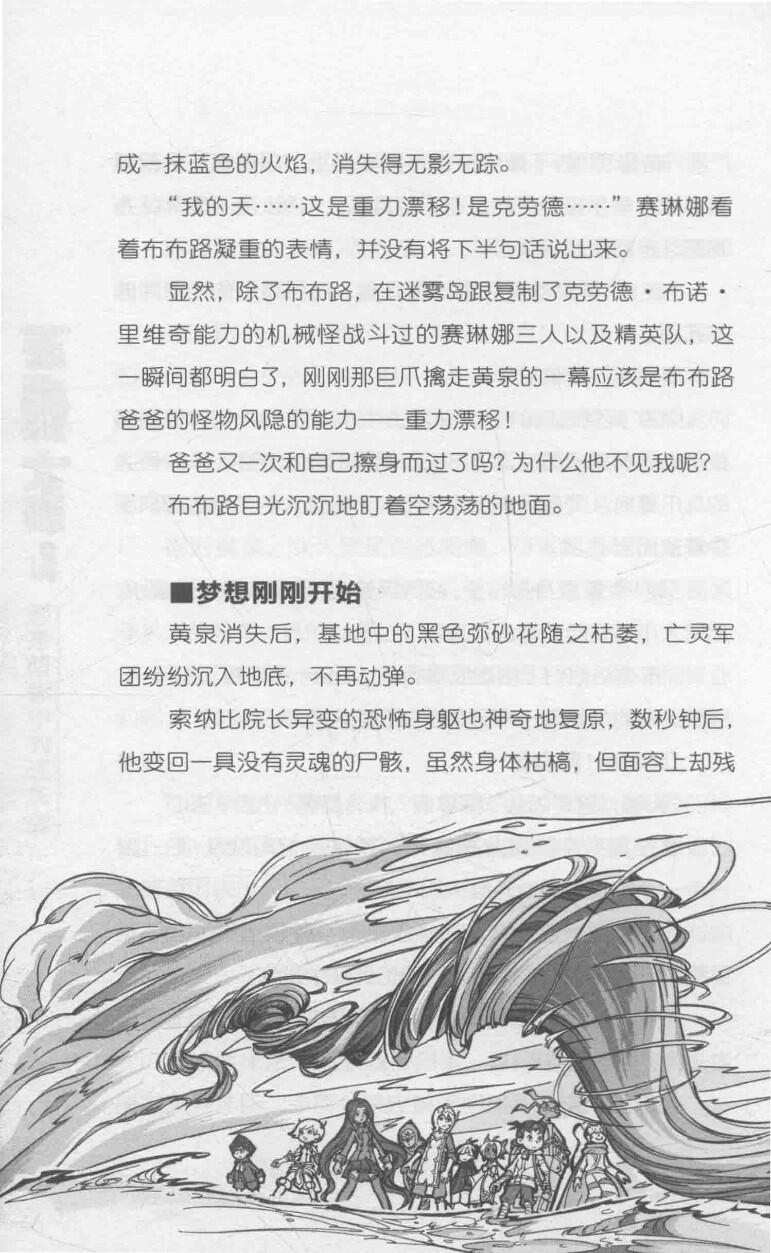 成一抹蓝色的火焰，消失得无影无踪。
“我的天……这是重力漂移！是克劳德……”赛琳娜看
着布布路凝重的表情，并没有将下半句话说出来。
显然，除了布布路，在迷雾岛跟复制了克劳德·布诺·
里维奇能力的机械怪战斗过的赛琳娜三人以及精英队，这
一瞬间都明白了，刚刚那巨爪擒走黄泉的一幕应该是布布路
爸爸的怪物风隐的能力——重力漂移！
爸爸又一次和自己擦身而过了吗？为什么他不见我呢？
布布路目光沉沉地盯着空荡荡的地面。
■梦想刚刚开始
黄泉消失后，基地中的黑色弥砂花随之枯萎，亡灵军
团纷纷沉入地底，不再动弹。
索纳比院长异变的恐怖身躯也神奇地复原，数秒钟后，
他变回一具没有灵魂的尸骸，虽然身体枯槁，但面容上却残